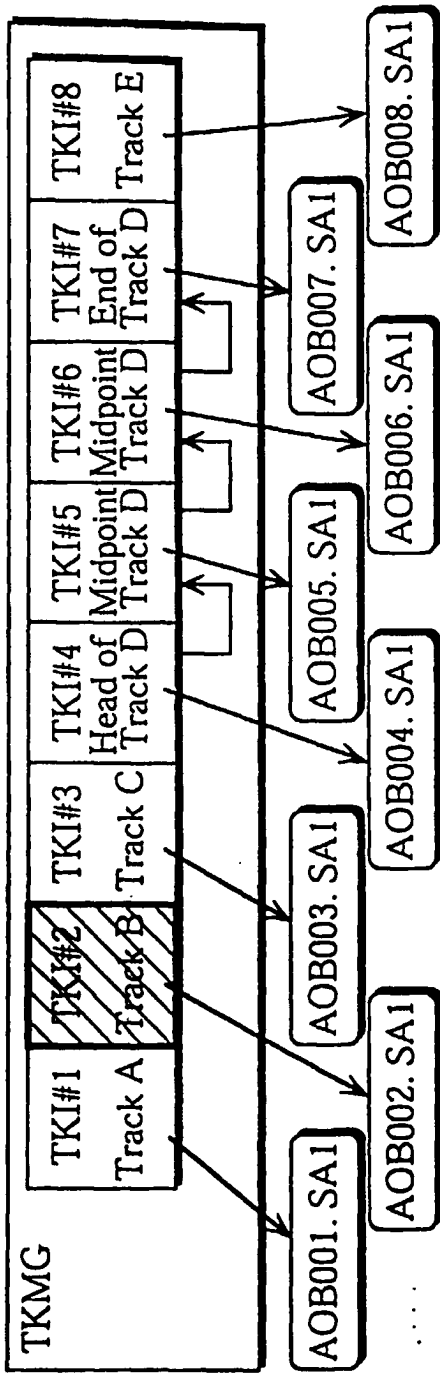 TKMG
TKI#1
Track A
TKI#2
Track B
TKI#3
Track C
TKI#4
Head of
Track D
TKI#5
Midpoint
Track D
TKI#6
Midpoint
Track D
TKI#7
End of
Track D
TKI#8
Track E
AOB001. SA1
AOB002. SA1
AOB003. SA1
AOB004. SA1
AOB005. SA1
AOB006. SA1
AOB007. SA1
AOB008. SA1
. . . .